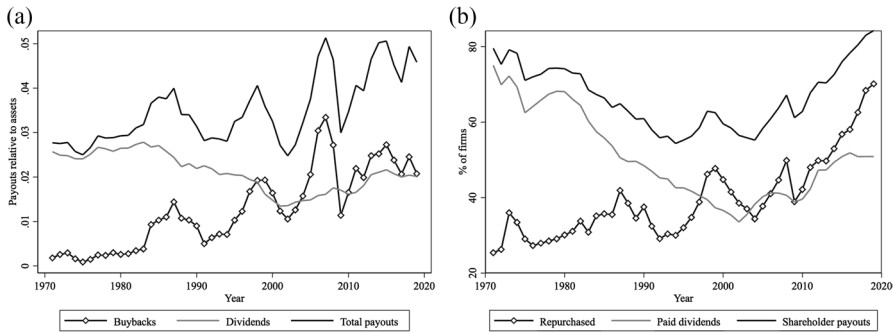 (a)
Payouts relative to assets
.05
.04
.03
.02
.01
0
1970 1980 1990 2000 2010 2020
Year
Buybacks Dividends Total payouts
(b)
% of firms
80
60
40
20
1970 1980 1990 2000 2010 2020
Year
Repurchased Paid dividends Shareholder payouts